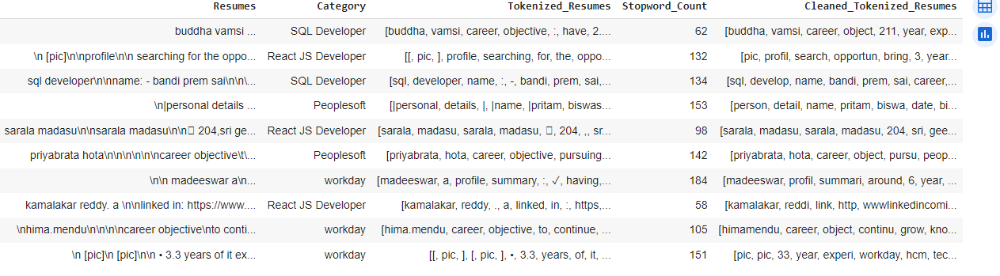 Resumes Category Tokenized_Resumes Stopword_Count Cleaned_Tokenized_Resumes
buddha vamsi ... SQL Developer [buddha, vamsi, career, objective, :, have, 2.... 62 [buddha, vamsi, career, object, 211, year, exp...
\n [pic]\n\nprofile\n\n searching for the oppo... React JS Developer [[, pic, ], profile, searching, for, the, oppo... 132 [pic, profil, search, opportun, bring, 3, year...
sql developer\n\nname: - bandi prem sai\n\n\... SQL Developer [sql, developer, name, :, -, bandi, prem, sai,... 134 [sql, develop, name, bandi, prem, sai, career,...
\n|personal details ... Peoplesoft [|personal, details, |, |name, |pritam, biswas... 153 [person, detail, name, pritam, biswa, date, bi...
sarala madasu\n\nsarala madasu\n\n 204,sri ge... React JS Developer [sarala, madasu, sarala, madasu, , 204, ,, sr... 98 [sarala, madasu, sarala, madasu, 204, sri, gee...
priyabrata hota\n\n\n\n\n\ncareer objective\t\... Peoplesoft [priyabrata, hota, career, objective, pursuing... 142 [priyabrata, hota, career, object, pursu, peop...
\n\n madeeswar a\n... workday [madeeswar, a, profile, summary, :, ✓, having,... 184 [madeeswar, profil, summari, around, 6, year, ...
kamalakar reddy. a \n\nlinked in: https://www.... React JS Developer [kamalakar, reddy, ., a, linked, in, :, https,... 58 [kamalakar, reddi, link, http, wwwlinkedincomi...
\nhima.mendu\n\n\n\ncareer objective\nto conti... workday [hima.mendu, career, objective, to, continue, ... 105 [himamendu, career, object, continu, grow, kno...
\n [pic]\n [pic]\n\n • 3.3 years of it ex... workday [[, pic, ], [, pic, ], •, 3.3, years, of, it, ... 151 [pic, pic, 33, year, experi, workday, hcm, tec...